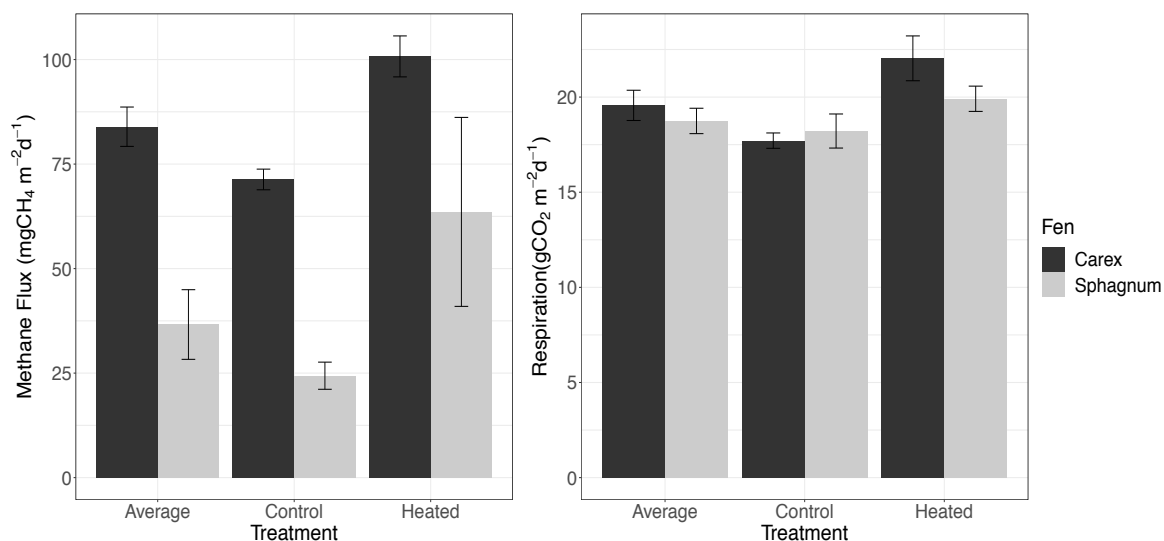 Methane Flux (mgCH₄ m⁻²d⁻¹)
100
75
50
25
0
Average Control Heated
Treatment
Respiration(gCO₂ m⁻²d⁻¹)
20
15
10
5
0
Average Control Heated
Treatment
Fen
Carex
Sphagnum